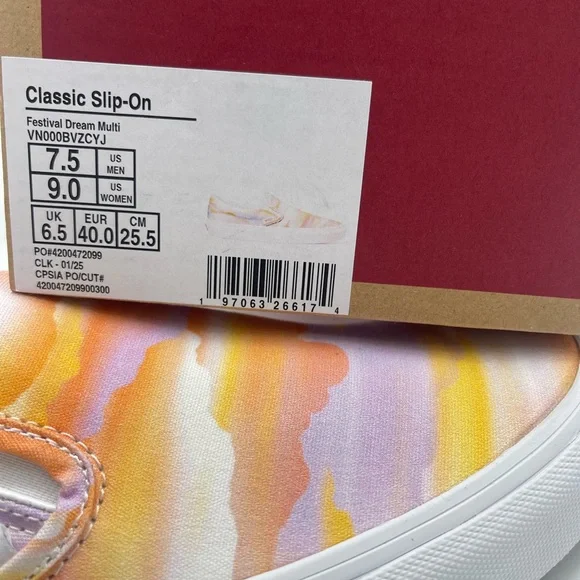 Classic Slip-On
Festival Dream Multi
VN000BVZCYJ
7.5 US MEN
9.0 US WOMEN
UK EUR CM
6.5 40.0 25.5
PO#4200472099
CLK - 01/25
CPSIA PO/CUT#
420047209900300
1 97063 26617 4